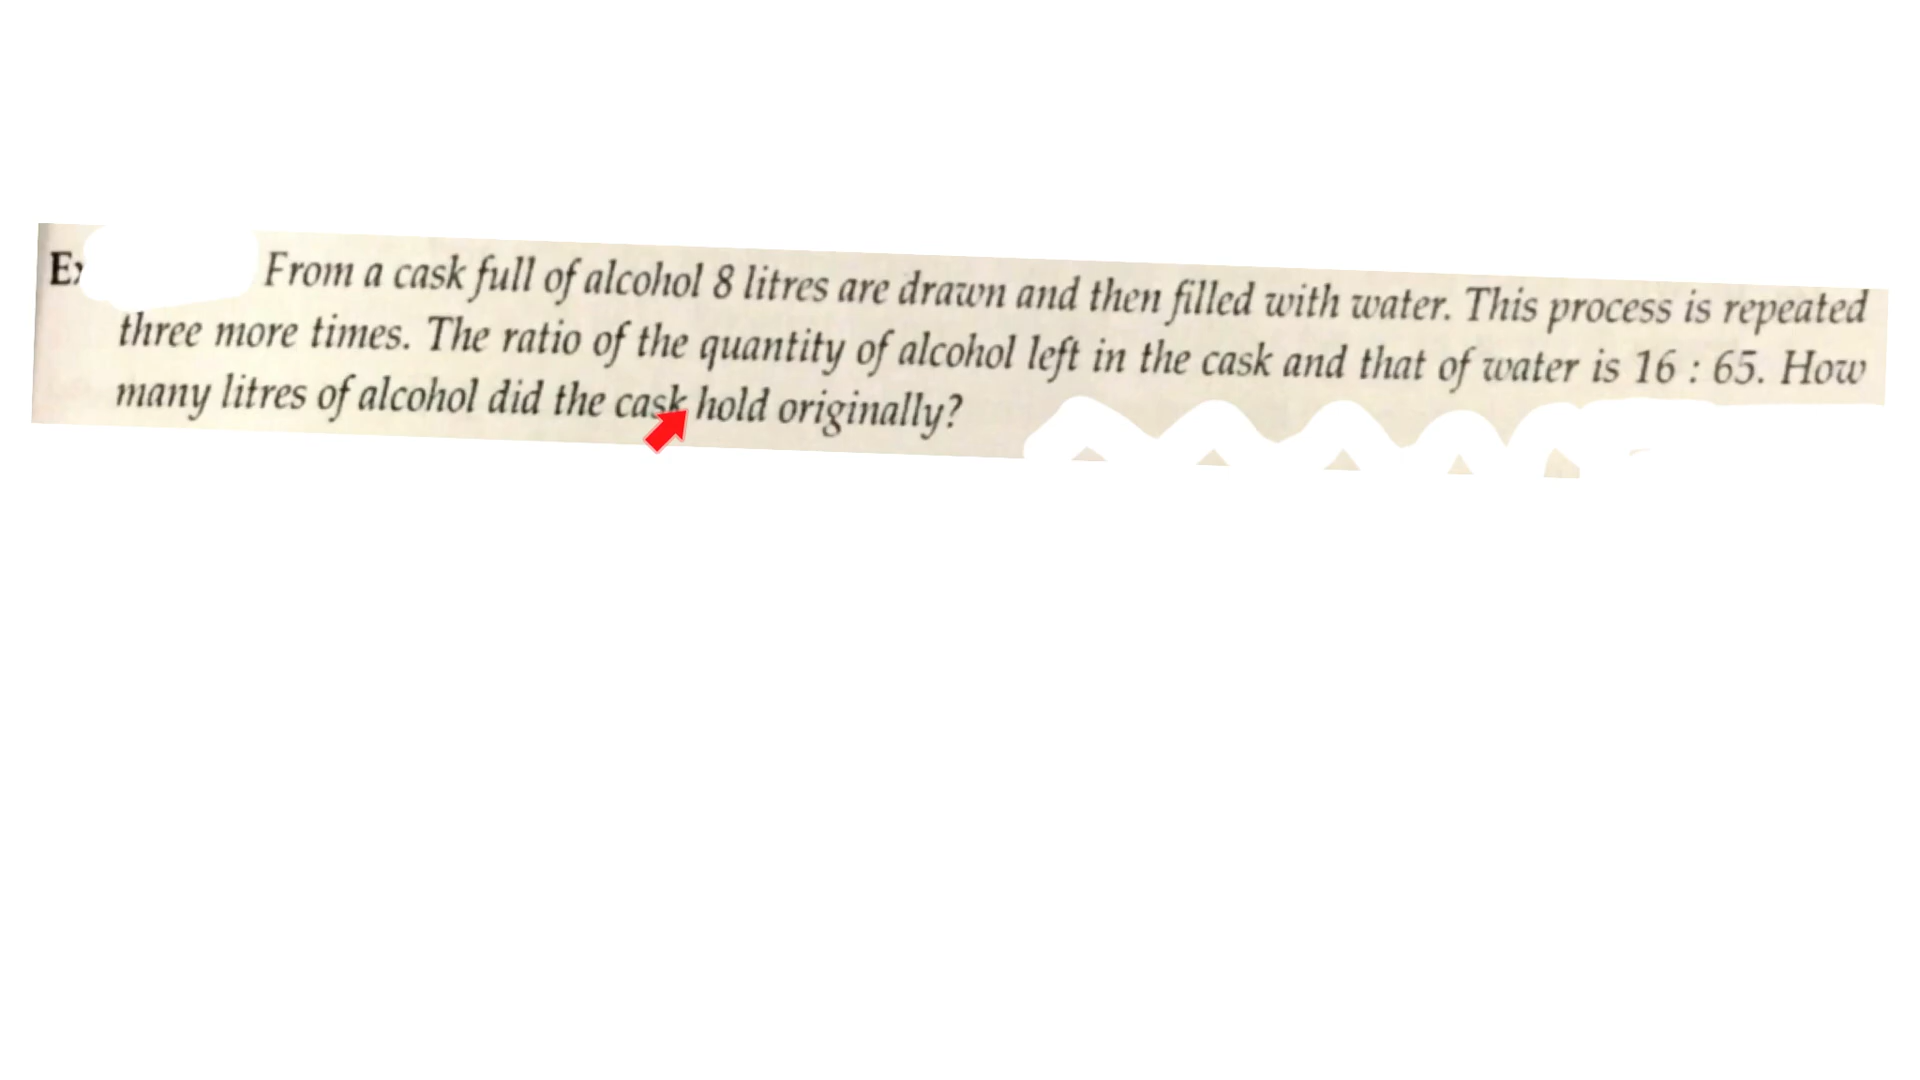 From a cask full of alcohol 8 litres are drawn and then filled with water. This process is repeated
three more times. The ratio of the quantity of alcohol left in the cask and that of water is 16 : 65. How
many litres of alcohol did the cask hold originally?